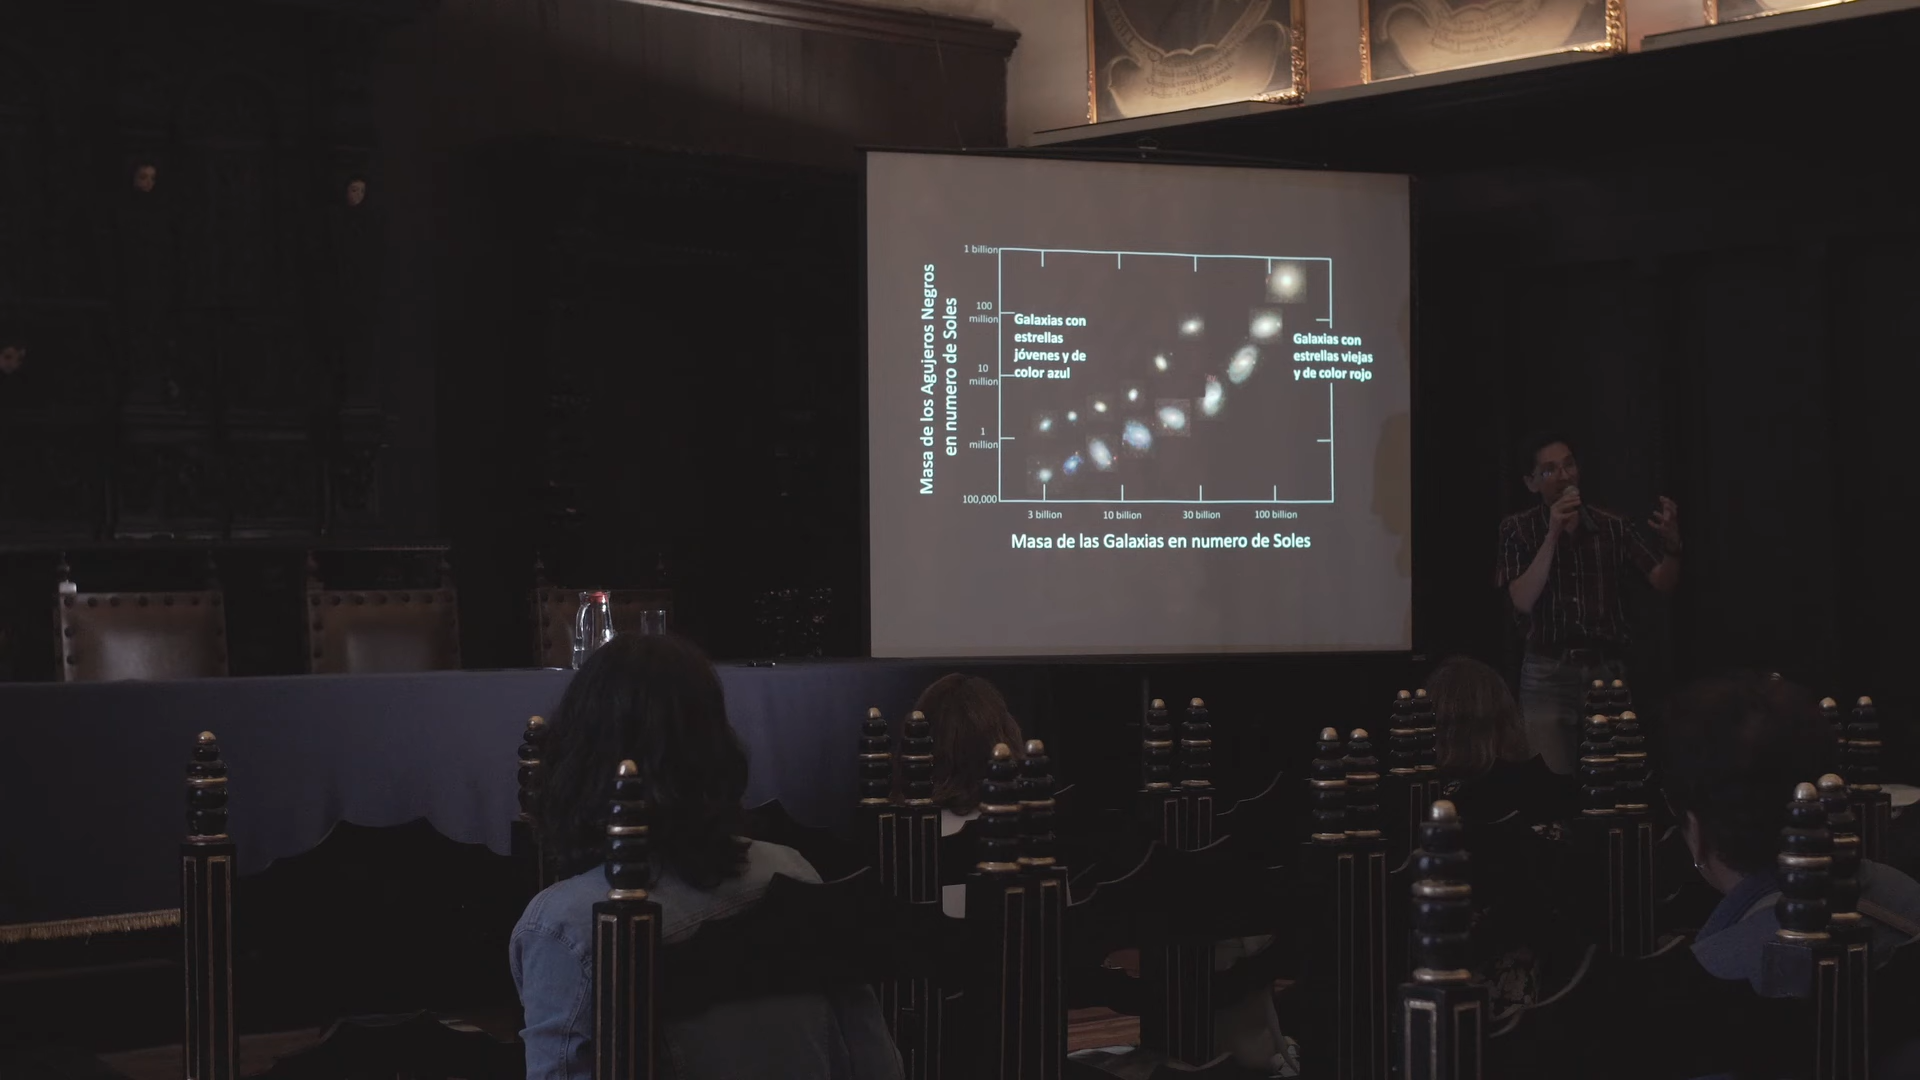 1 billion
100
million
10
million
1
million
100,000
Masa de los Agujeros Negros
en numero de Soles
Galaxias con
estrellas
jóvenes y de
color azul
Galaxias con
estrellas viejas
y de color rojo
3 billion
10 billion
30 billion
100 billion
Masa de las Galaxias en numero de Soles